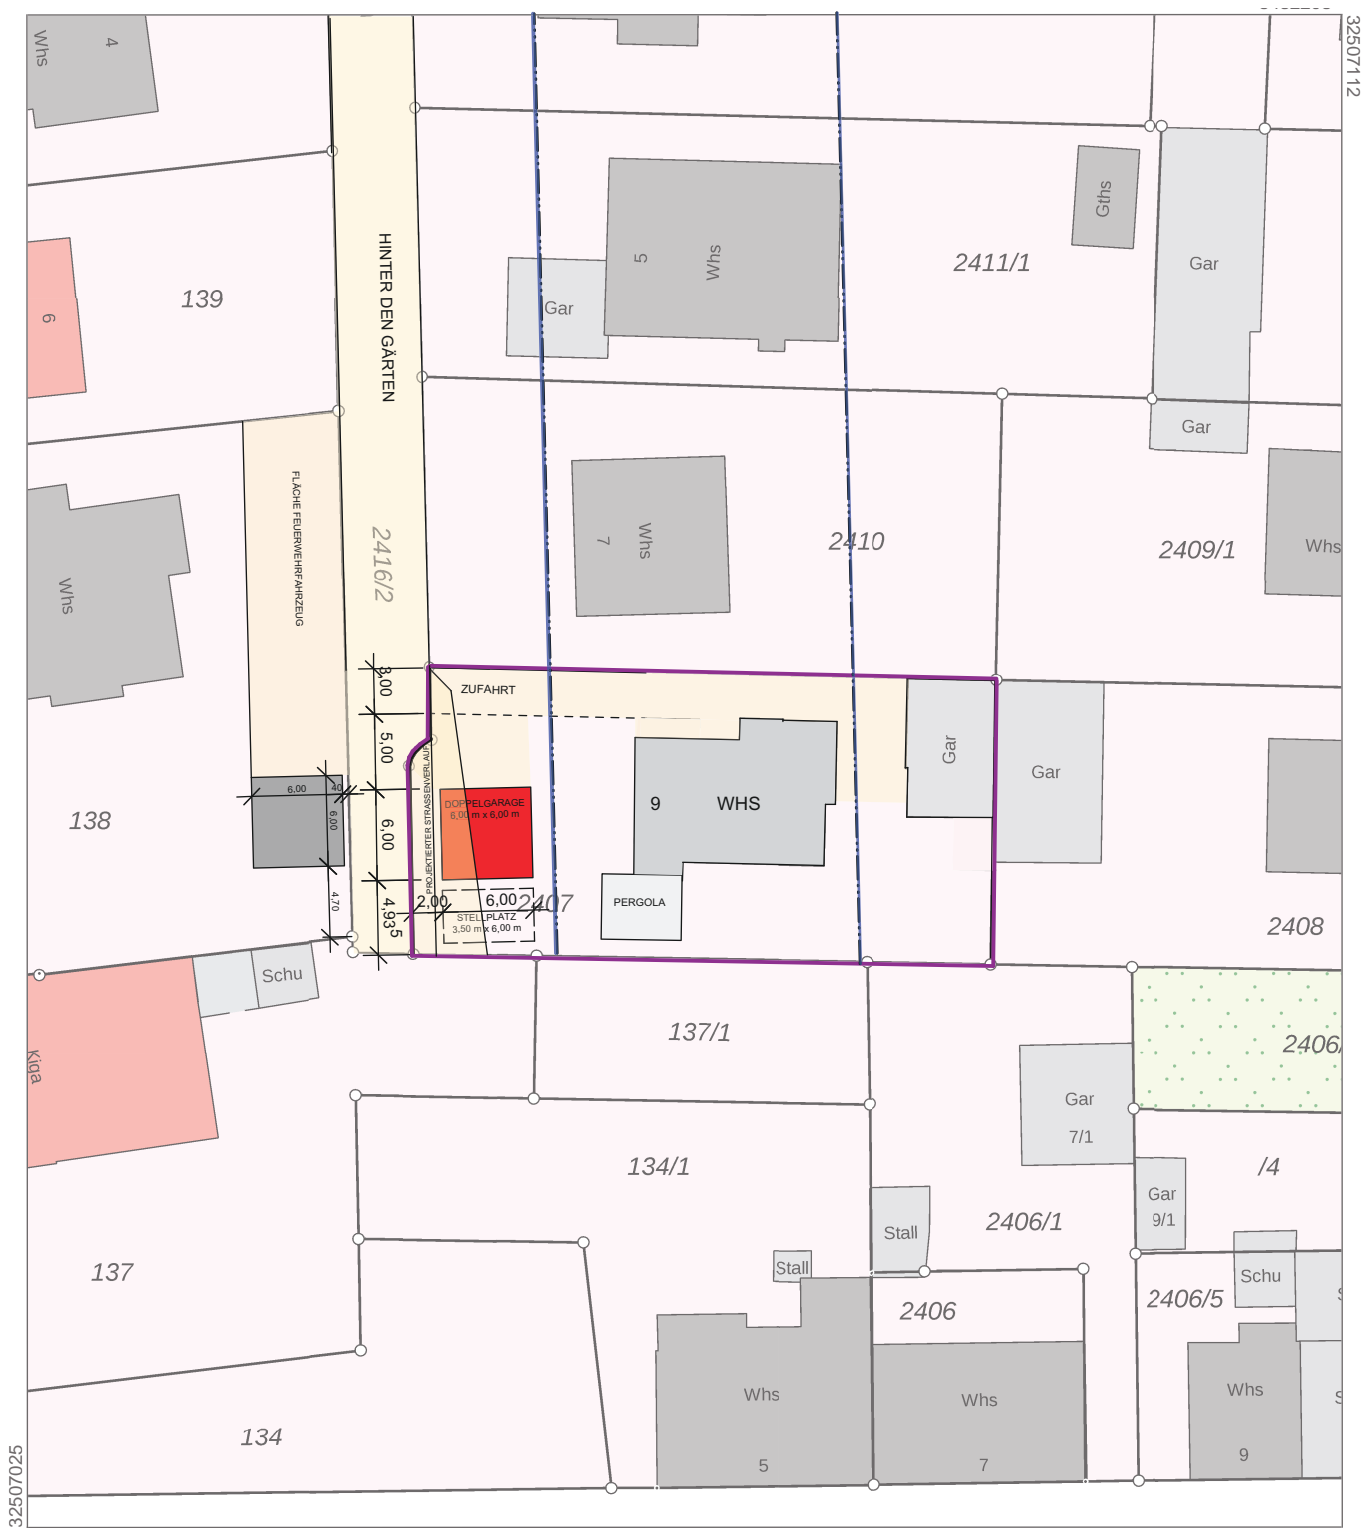 32507112
Whs
4
139
6
HINTER DEN GÄRTEN
5
Whs
Gar
2411/1
Gths
Gar
Gar
FLÄCHE FEUERWEHRFAHRZEUG
2416/2
Whs
7
Whs
2410
2409/1
Whs
3,00
ZUFAHRT
5,00
PROJEKTIERTER STRASSENVERLAUF
6,00
40
6,00
138
6,00
DOPPELGARAGE
6,00 m x 6,00 m
9
WHS
Gar
Gar
4,70
4,935
2,00
6,00
2407
STELLPLATZ
3,50 m x 6,00 m
PERGOLA
2408
Schu
Kiga
137/1
2406/
Gar
7/1
134/1
/4
Gar
9/1
2406/1
Stall
Stall
137
2406
2406/5
Schu
Whs
5
Whs
7
Whs
9
134
32507025